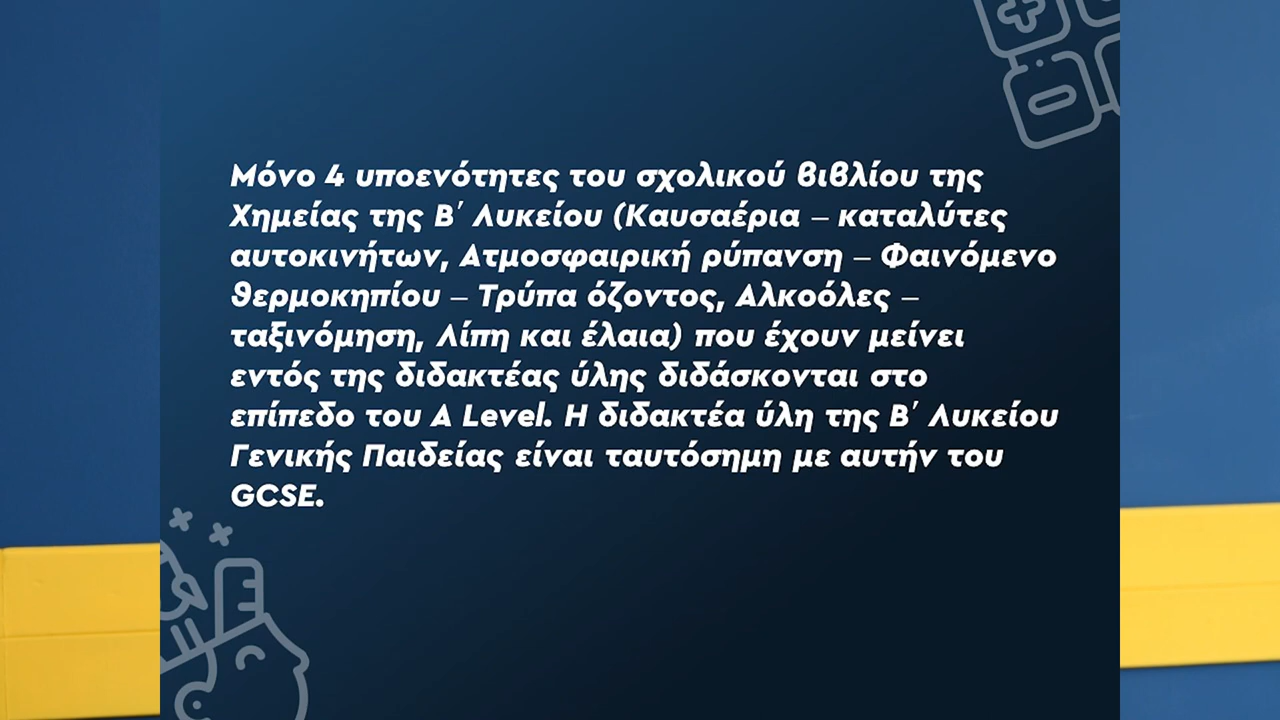 Μόνο 4 υποενότητες του σχολικού βιβλίου της
Χημείας της Β΄ Λυκείου (Καυσαέρια – καταλύτες
αυτοκινήτων, Ατμοσφαιρική ρύπανση – Φαινόμενο
θερμοκηπίου – Τρύπα όζοντος, Αλκοόλες –
ταξινόμηση, Λίπη και έλαια) που έχουν μείνει
εντός της διδακτέας ύλης διδάσκονται στο
επίπεδο του A Level. Η διδακτέα ύλη της Β΄ Λυκείου
Γενικής Παιδείας είναι ταυτόσημη με αυτήν του
GCSE.